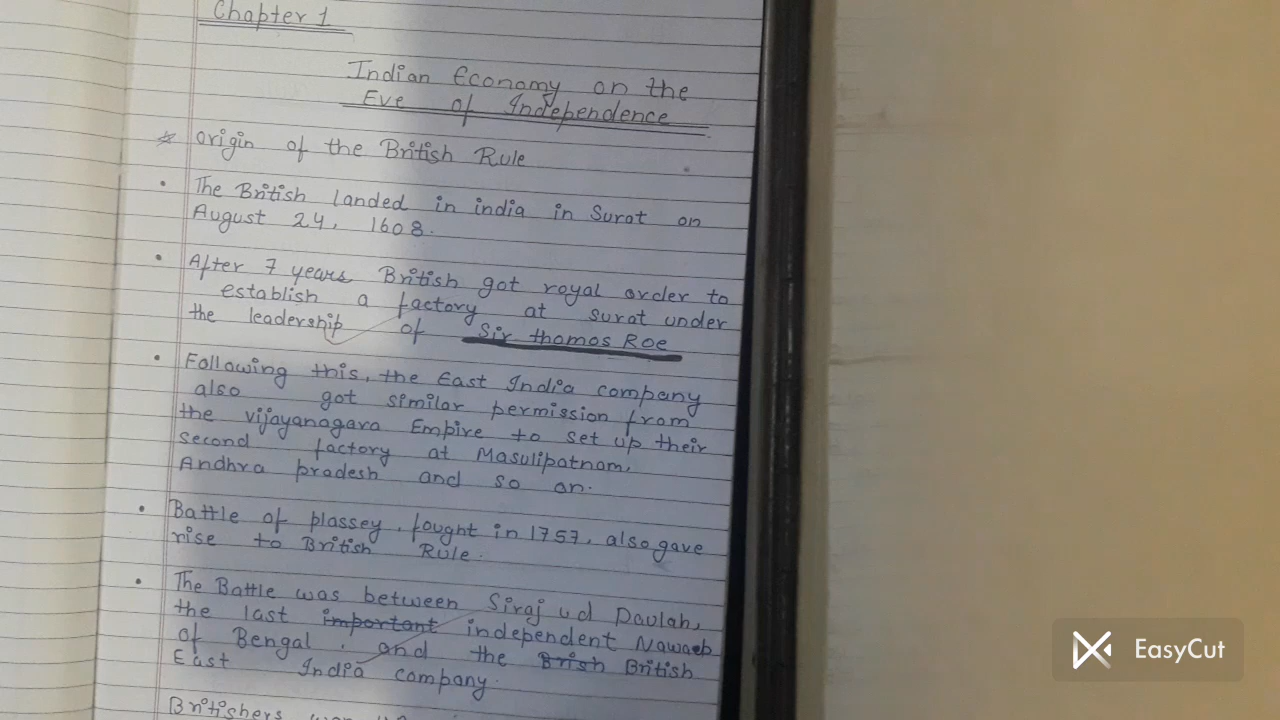 Chapter 1
Indian Economy on the
Eve of Independence
* Origin of the British Rule
• The British landed in india in Surat on
August 24, 1608.
• After 7 years British got royal order to
establish a factory at surat under
the leadership of Sir thomas Roe
• Following this, the East India company
also got similar permission from
the vijayanagara Empire to set up their
second factory at Masulipatnam,
Andhra pradesh and so on.
• Battle of plassey, fought in 1757, also gave
rise to British Rule.
• The Battle was between Siraj ud Daulah,
the last important independent Nawaeb
of Bengal, and the Brish British
East India company.
Britishers
EasyCut